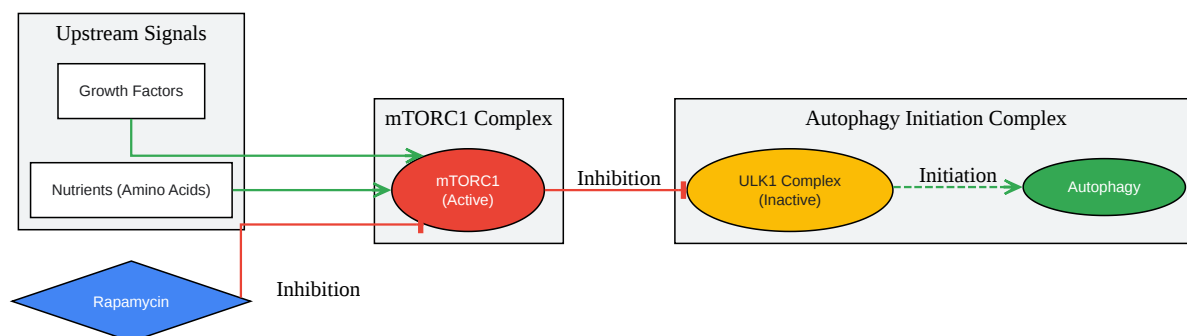 Upstream Signals
Growth Factors
Nutrients (Amino Acids)
Rapamycin
Inhibition
mTORC1 Complex
mTORC1
(Active)
Inhibition
Autophagy Initiation Complex
ULK1 Complex
(Inactive)
Initiation
Autophagy